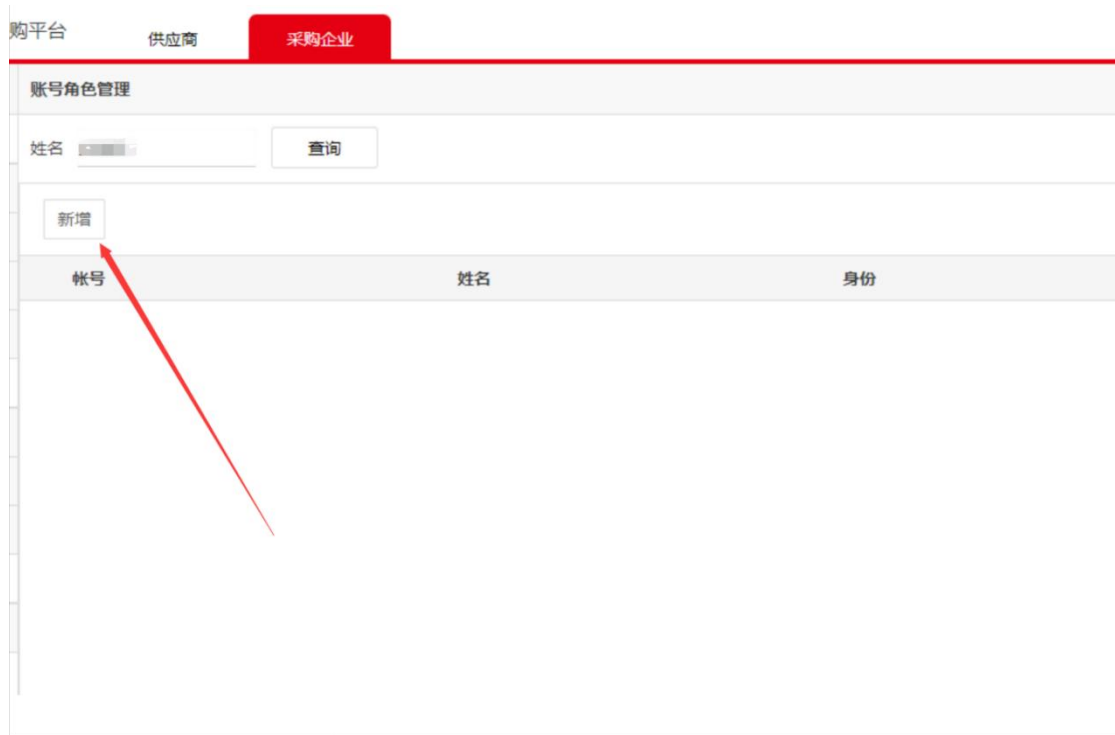 购平台 供应商 采购企业
账号角色管理
姓名 查询
新增
帐号 姓名 身份